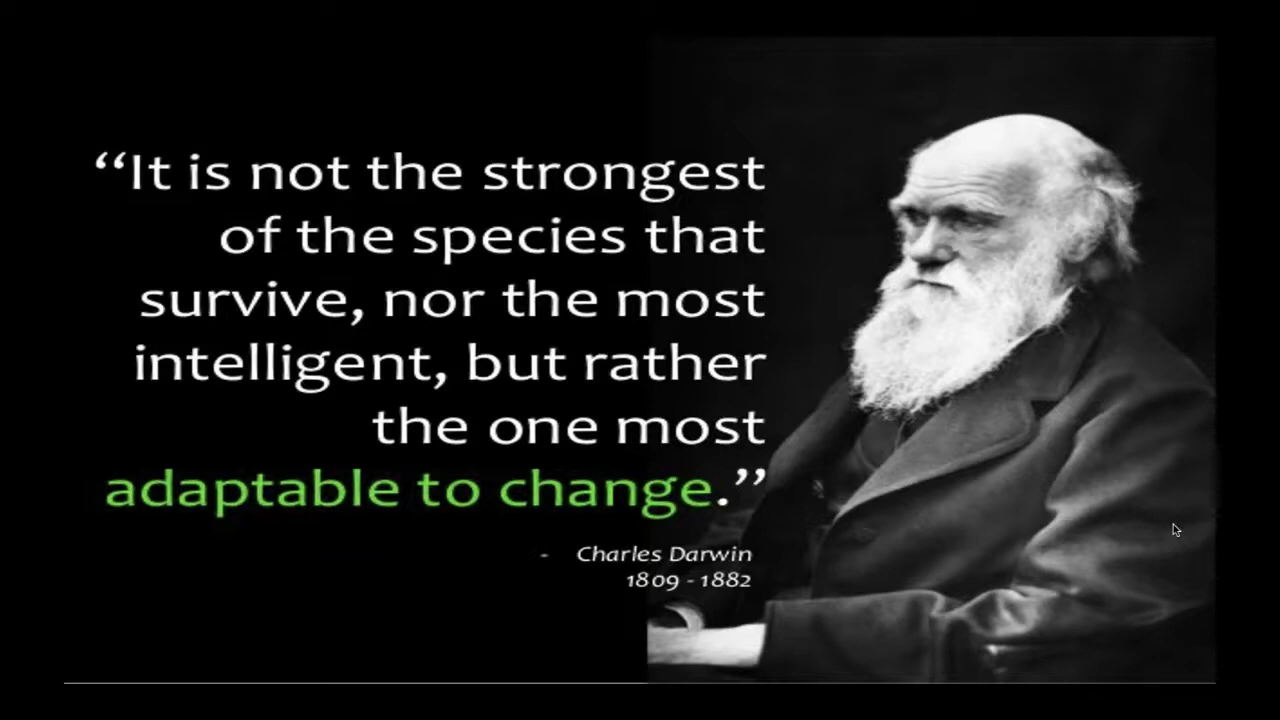 “It is not the strongest
of the species that
survive, nor the most
intelligent, but rather
the one most
adaptable to change.”
- Charles Darwin
1809 - 1882